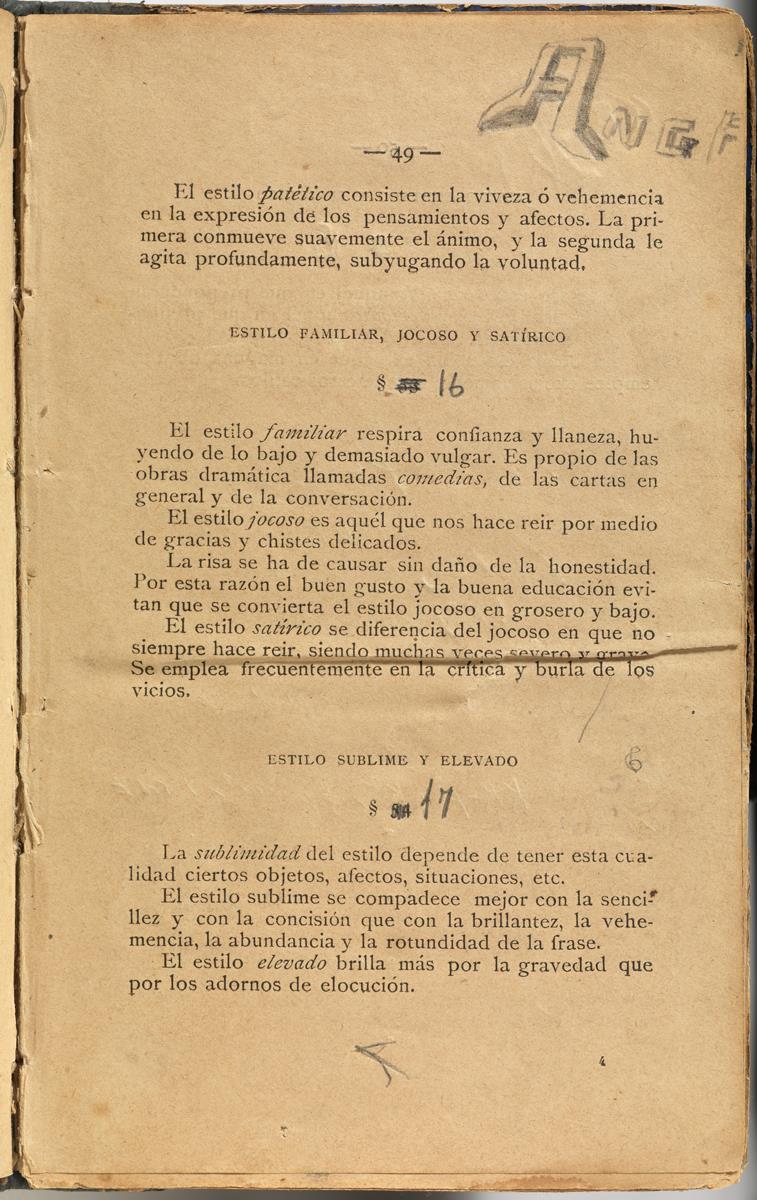 — 49 —
El estilo patético consiste en la viveza ó vehemencia
en la expresión de los pensamientos y afectos. La pri-
mera conmueve suavemente el ánimo, y la segunda le
agita profundamente, subyugando la voluntad.
ESTILO FAMILIAR, JOCOSO Y SATÍRICO
§ 16
El estilo familiar respira confianza y llaneza, hu-
yendo de lo bajo y demasiado vulgar. Es propio de las
obras dramática llamadas comedias, de las cartas en
general y de la conversación.
El estilo jocoso es aquél que nos hace reir por medio
de gracias y chistes delicados.
La risa se ha de causar sin daño de la honestidad.
Por esta razón el buen gusto y la buena educación evi-
tan que se convierta el estilo jocoso en grosero y bajo.
El estilo satírico se diferencia del jocoso en que no
siempre hace reir, siendo muchas veces severo y grave.
Se emplea frecuentemente en la crítica y burla de los
vicios.
ESTILO SUBLIME Y ELEVADO
§ 17
La sublimidad del estilo depende de tener esta cua-
lidad ciertos objetos, afectos, situaciones, etc.
El estilo sublime se compadece mejor con la senci-
llez y con la concisión que con la brillantez, la vehe-
mencia, la abundancia y la rotundidad de la frase.
El estilo elevado brilla más por la gravedad que
por los adornos de elocución.
4